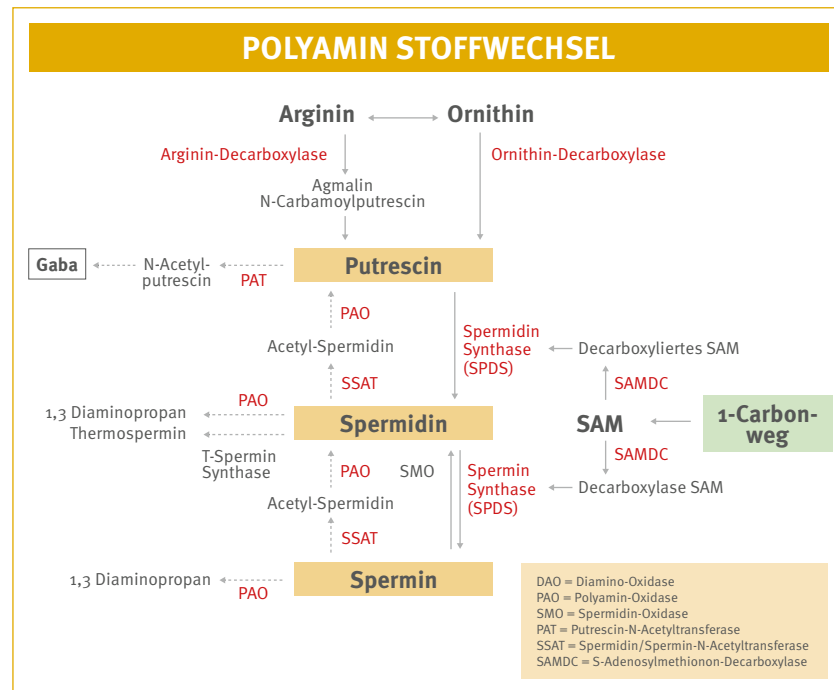 POLYAMIN STOFFWECHSEL
Arginin
Ornithin
Arginin-Decarboxylase
Ornithin-Decarboxylase
Agmalin
N-Carbamoylputrescin
Gaba
N-Acetyl-
putrescin
PAT
Putrescin
PAO
Acetyl-Spermidin
SSAT
Spermidin
Synthase
(SPDS)
Decarboxyliertes SAM
SAMDC
1,3 Diaminopropan
Thermospermin
PAO
T-Spermin
Synthase
Spermidin
SAM
1-Carbon-
weg
SAMDC
PAO
SMO
Spermin
Synthase
(SPDS)
Decarboxylase SAM
Acetyl-Spermidin
SSAT
1,3 Diaminopropan
PAO
Spermin
DAO = Diamino-Oxidase
PAO = Polyamin-Oxidase
SMO = Spermidin-Oxidase
PAT = Putrescin-N-Acetyltransferase
SSAT = Spermidin/Spermin-N-Acetyltransferase
SAMDC = S-Adenosylmethionon-Decarboxylase